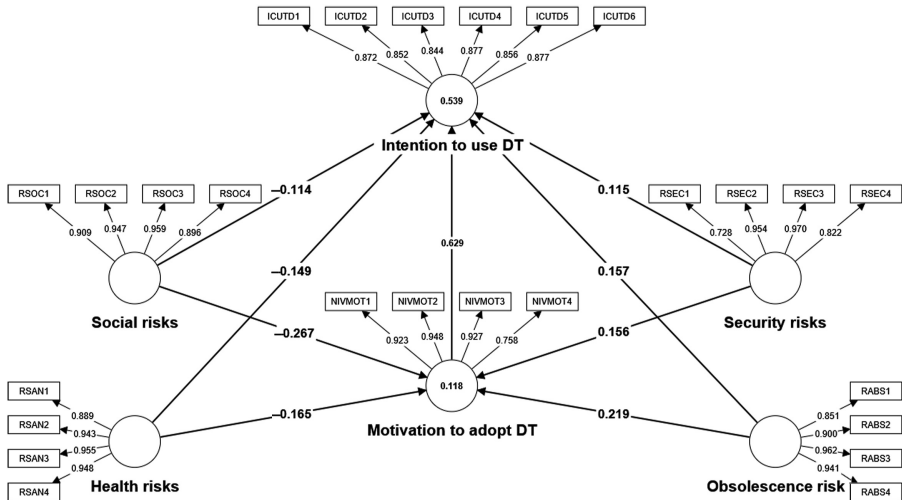 ICUTD1 ICUTD2 ICUTD3 ICUTD4 ICUTD5 ICUTD6
0.872 0.852 0.844 0.877 0.856 0.877
0.539
Intention to use DT
RSOC1 RSOC2 RSOC3 RSOC4
0.909 0.947 0.959 0.896
Social risks
–0.114
0.115
RSEC1 RSEC2 RSEC3 RSEC4
0.728 0.954 0.970 0.822
Security risks
0.629
–0.149
0.157
NIVMOT1 NIVMOT2 NIVMOT3 NIVMOT4
0.923 0.948 0.927 0.758
–0.267
0.156
0.118
Motivation to adopt DT
–0.165
0.219
RSAN1
RSAN2
RSAN3
RSAN4
0.889
0.943
0.955
0.948
Health risks
RABS1
RABS2
RABS3
RABS4
0.851
0.900
0.962
0.941
Obsolescence risk